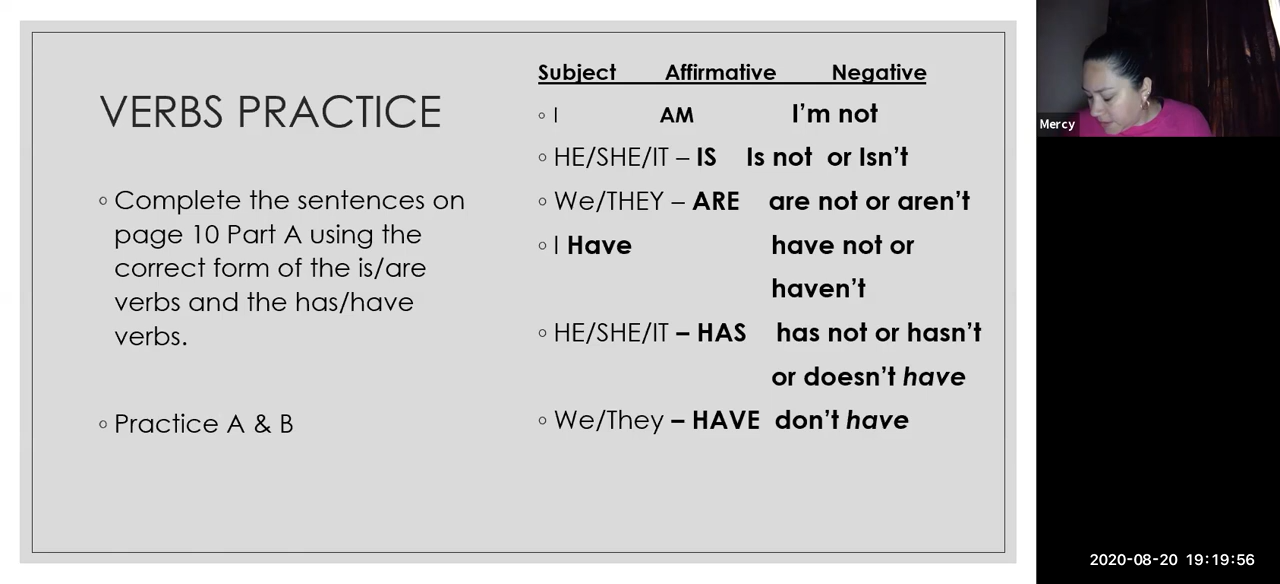 VERBS PRACTICE
◦ Complete the sentences on
page 10 Part A using the
correct form of the is/are
verbs and the has/have
verbs.
◦ Practice A & B
Subject Affirmative Negative
◦ I AM I’m not
◦ HE/SHE/IT – IS Is not or Isn’t
◦ We/THEY – ARE are not or aren’t
◦ I Have have not or
haven’t
◦ HE/SHE/IT – HAS has not or hasn’t
or doesn’t have
◦ We/They – HAVE don’t have
Mercy
2020-08-20 19:19:56